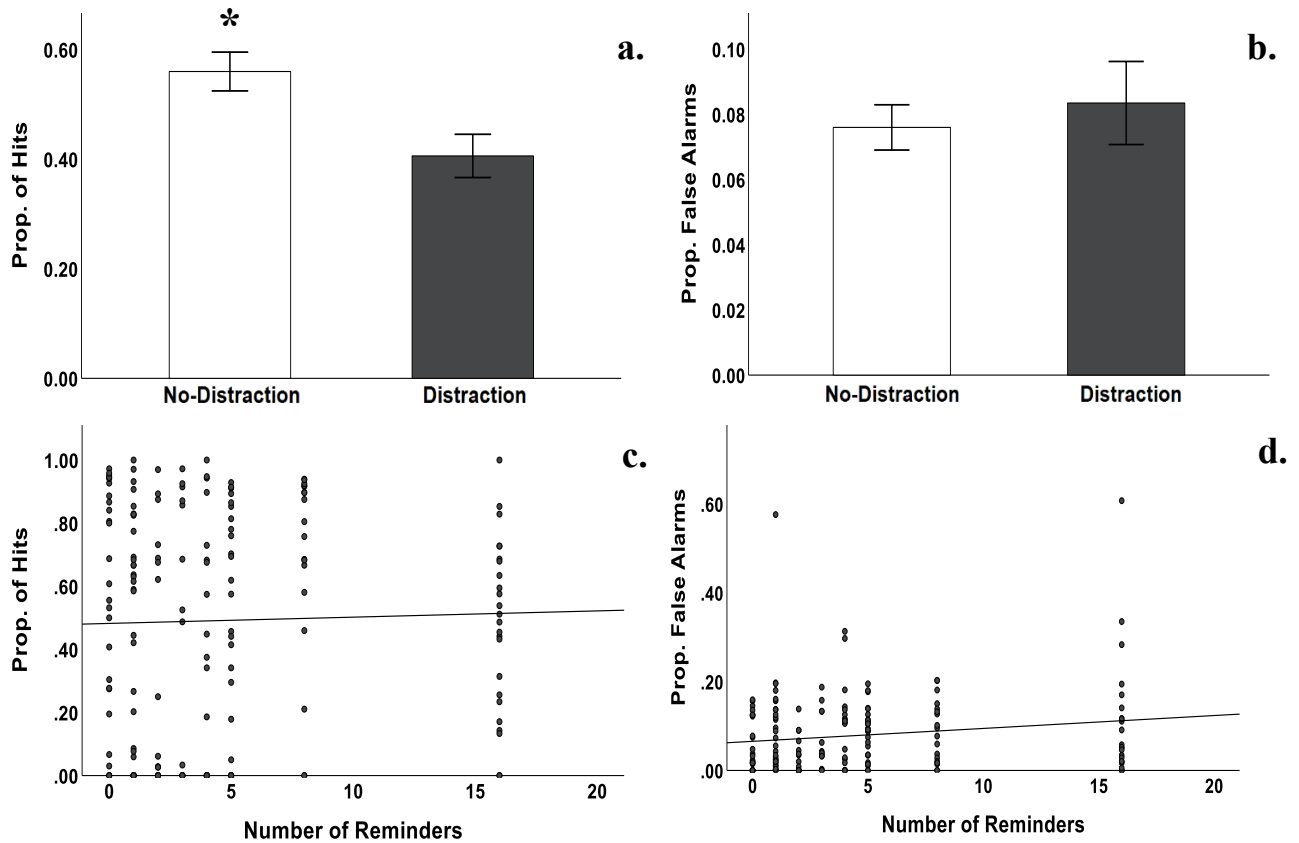 *
a.
0.60
0.40
0.20
0.00
Prop. of Hits
No-Distraction
Distraction
b.
0.10
0.08
0.06
0.04
0.02
0.00
Prop. False Alarms
No-Distraction
Distraction
c.
1.00
.80
.60
.40
.20
.00
Prop. of Hits
0 5 10 15 20
Number of Reminders
d.
.60
.40
.20
.00
Prop. False Alarms
0 5 10 15 20
Number of Reminders